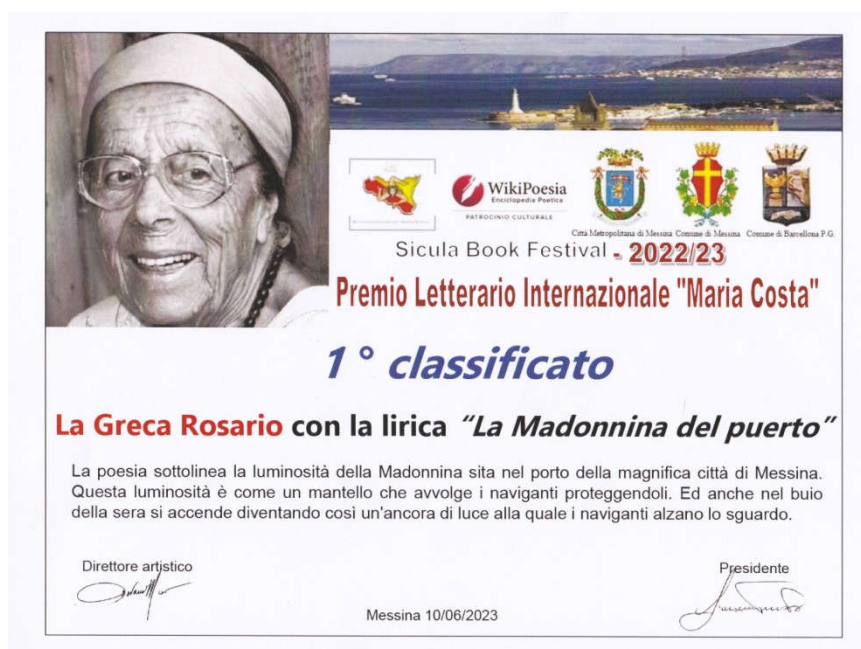 WikiPoesia
Enciclopedia Poetica
PATROCINIO CULTURALE
Città Metropolitana di Messina Comune di Messina Comune di Barcellona P.G.
Sicula Book Festival - 2022/23
Premio Letterario Internazionale "Maria Costa"
1° classificato
La Greca Rosario con la lirica “La Madonnina del puerto”
La poesia sottolinea la luminosità della Madonnina sita nel porto della magnifica città di Messina.
Questa luminosità è come un mantello che avvolge i naviganti proteggendoli. Ed anche nel buio
della sera si accende diventando così un'ancora di luce alla quale i naviganti alzano lo sguardo.
Direttore artistico
Presidente
Messina 10/06/2023